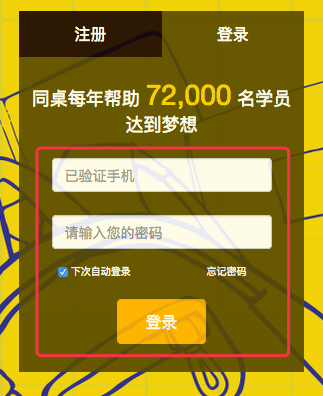 注册 登录
同桌每年帮助 72,000 名学员
达到梦想
已验证手机
请输入您的密码
下次自动登录 忘记密码
登录